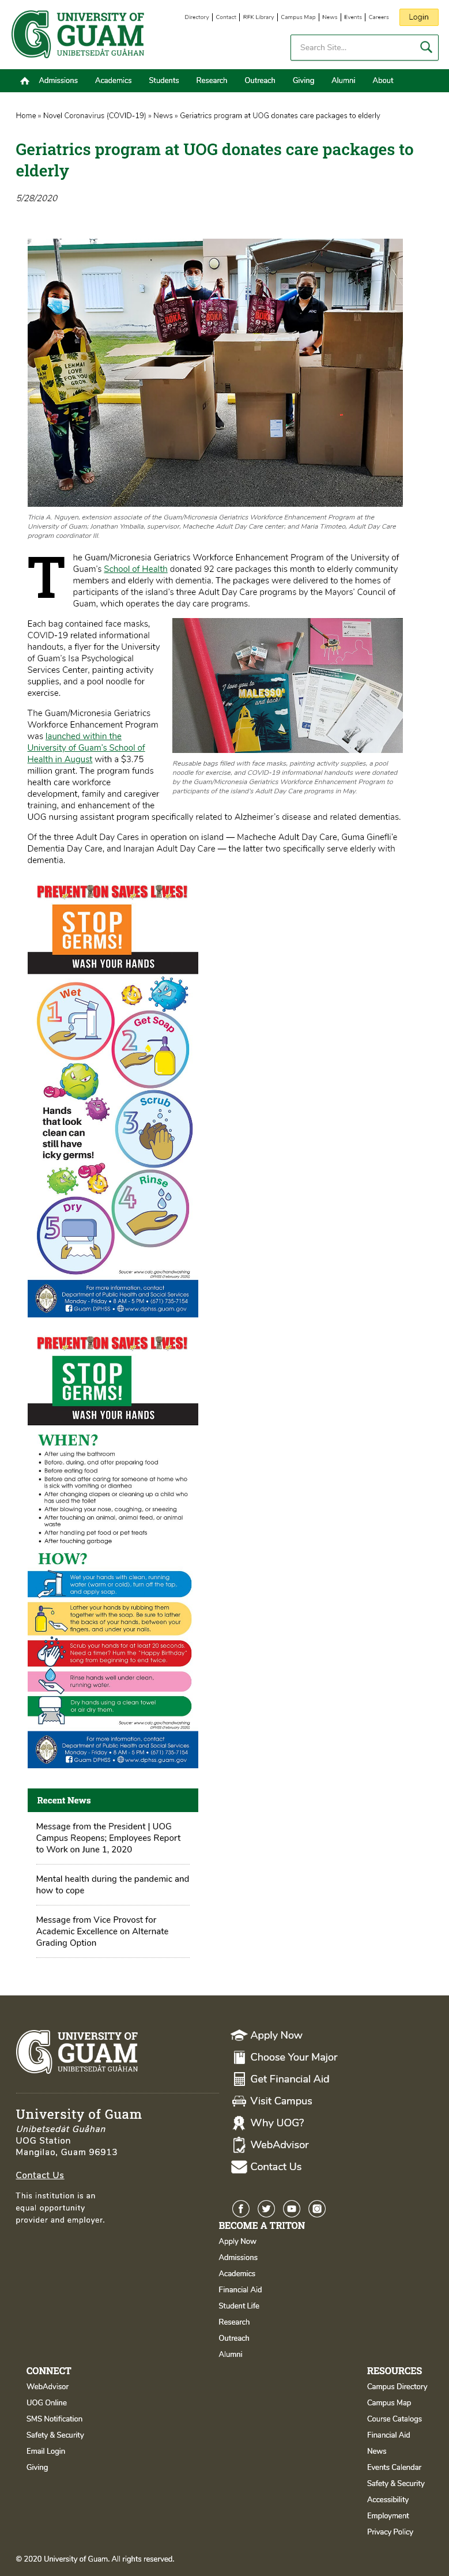 UNIVERSITY OF
GUAM
UNIBETSEDÅT GUÅHAN
Directory | Contact | RFK Library | Campus Map | News | Events | Careers
Login
Search Site...
Admissions Academics Students Research Outreach Giving Alumni About
Home » Novel Coronavirus (COVID-19) » News » Geriatrics program at UOG donates care packages to elderly
Geriatrics program at UOG donates care packages to
elderly
5/28/2020
Tricia A. Nguyen, extension associate of the Guam/Micronesia Geriatrics Workforce Enhancement Program at the
University of Guam; Jonathan Ymballa, supervisor, Macheche Adult Day Care center; and Maria Timoteo, Adult Day Care
program coordinator III
The Guam/Micronesia Geriatrics Workforce Enhancement Program of the University of
Guam's School of Health donated 92 care packages this month to elderly community
members and elderly with dementia. The packages were delivered to the homes of
participants of the island's three Adult Day Care programs by the Mayors' Council of
Guam, which operates the day care programs.
Each bag contained face masks,
COVID-19 related informational
handouts, a flyer for the University
of Guam's Isa Psychological
Services Center, painting activity
supplies, and a pool noodle for
exercise.
MALESSO'
Reusable bags filled with face masks, painting activity supplies, a pool
noodle for exercise, and COVID-19 informational handouts were donated
by the Guam/Micronesia Geriatrics Workforce Enhancement Program to
participants of the island's Adult Day Care programs in May.
The Guam/Micronesia Geriatrics
Workforce Enhancement Program
was launched within the
University of Guam's School of
Health in August with a $3.75
million grant. The program funds
health care workforce
development, family and caregiver
training, and enhancement of the
UOG nursing assistant program specifically related to Alzheimer's disease and related dementias.
Of the three Adult Day Cares in operation on island — Macheche Adult Day Care, Guma Ginefli'e
Dementia Day Care, and Inarajan Adult Day Care — the latter two specifically serve elderly with
dementia.
PREVENTION SAVES LIVES!
STOP
GERMS!
WASH YOUR HANDS
1 Wet
2 Get Soap
Hands
that look
clean can
still have
icky germs!
3 Scrub
4 Rinse
5 Dry
Source: www.cdc.gov/handwashing
DPHSS (February 2020)
For more information, contact
Department of Public Health and Social Services
Monday - Friday • 8 AM - 5 PM • (671) 735-7154
Guam DPHSS • www.dphss.guam.gov
PREVENTION SAVES LIVES!
STOP
GERMS!
WASH YOUR HANDS
WHEN?
• After using the bathroom
• Before, during, and after preparing food
• Before eating food
• Before and after caring for someone at home who
is sick with vomiting or diarrhea
• After changing diapers or cleaning up a child who
has used the toilet
• After blowing your nose, coughing, or sneezing
• After touching an animal, animal feed, or animal
waste
• After handling pet food or pet treats
• After touching garbage
HOW?
Wet your hands with clean, running
water (warm or cold), turn off the tap,
and apply soap.
Lather your hands by rubbing them
together with the soap. Be sure to lather
the backs of your hands, between your
fingers, and under your nails.
Scrub your hands for at least 20 seconds.
Need a timer? Hum the "Happy Birthday"
song from beginning to end twice.
Rinse hands well under clean,
running water.
Dry hands using a clean towel
or air dry them.
Source: www.cdc.gov/handwashing
DPHSS (February 2020)
For more information, contact
Department of Public Health and Social Services
Monday - Friday • 8 AM - 5 PM • (671) 735-7154
Guam DPHSS • www.dphss.guam.gov
Recent News
Message from the President | UOG
Campus Reopens; Employees Report
to Work on June 1, 2020
Mental health during the pandemic and
how to cope
Message from Vice Provost for
Academic Excellence on Alternate
Grading Option
UNIVERSITY OF
GUAM
UNIBETSEDÅT GUÅHAN
University of Guam
Unibetsedat Guåhan
UOG Station
Mangilao, Guam 96913
Contact Us
This institution is an
equal opportunity
provider and employer.
Apply Now
Choose Your Major
Get Financial Aid
Visit Campus
Why UOG?
WebAdvisor
Contact Us
BECOME A TRITON
Apply Now
Admissions
Academics
Financial Aid
Student Life
Research
Outreach
Alumni
CONNECT
WebAdvisor
UOG Online
SMS Notification
Safety & Security
Email Login
Giving
RESOURCES
Campus Directory
Campus Map
Course Catalogs
Financial Aid
News
Events Calendar
Safety & Security
Accessibility
Employment
Privacy Policy
© 2020 University of Guam. All rights reserved.